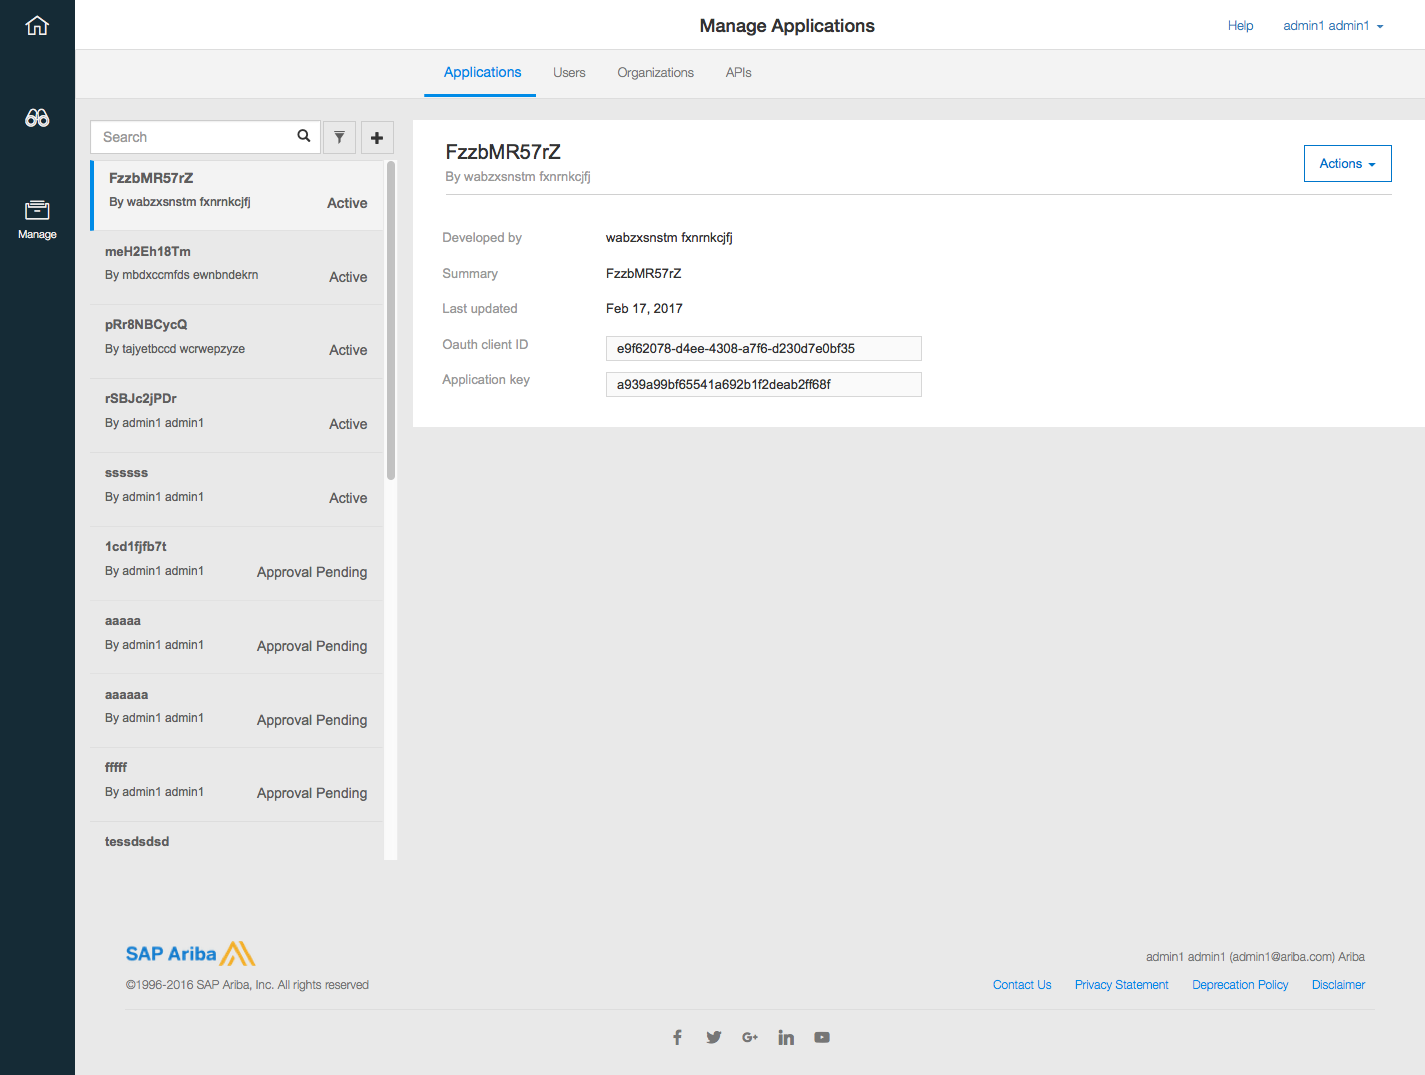 Manage Applications
Help
admin1 admin1
Applications
Users
Organizations
APIs
Manage
Search
FzzbMR57rZ
By wabzxsnstm fxnrnkcjfj
Active
meH2Eh18Tm
By mbdxccmfds ewnbndekrn
Active
pRr8NBCycQ
By tajyetbccd wcrwepzyze
Active
rSBJc2jPDr
By admin1 admin1
Active
ssssss
By admin1 admin1
Active
1cd1fjfb7t
By admin1 admin1
Approval Pending
aaaaa
By admin1 admin1
Approval Pending
aaaaaa
By admin1 admin1
Approval Pending
fffff
By admin1 admin1
Approval Pending
tessdsdsd
FzzbMR57rZ
By wabzxsnstm fxnrnkcjfj
Actions
Developed by
wabzxsnstm fxnrnkcjfj
Summary
FzzbMR57rZ
Last updated
Feb 17, 2017
Oauth client ID
e9f62078-d4ee-4308-a7f6-d230d7e0bf35
Application key
a939a99bf65541a692b1f2deab2ff68f
SAP Ariba
©1996-2016 SAP Ariba, Inc. All rights reserved
admin1 admin1 (admin1@ariba.com) Ariba
Contact Us
Privacy Statement
Deprecation Policy
Disclaimer